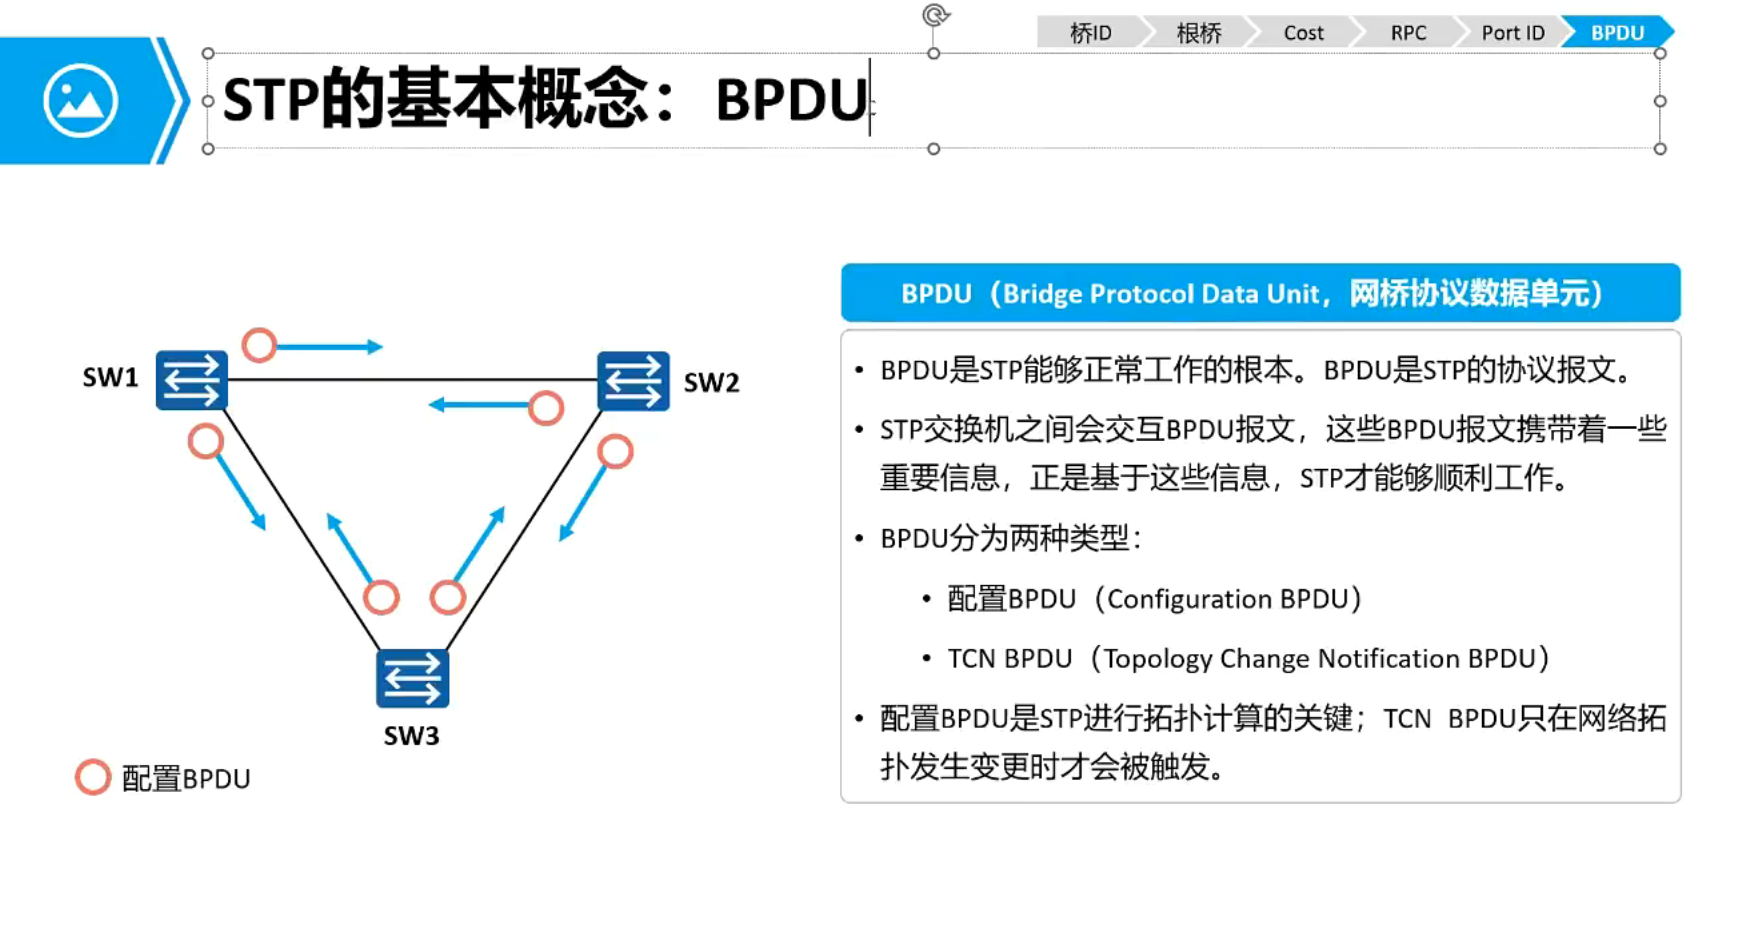 桥ID 根桥 Cost RPC Port ID BPDU
STP的基本概念：BPDU
BPDU（Bridge Protocol Data Unit，网桥协议数据单元）
• BPDU是STP能够正常工作的根本。BPDU是STP的协议报文。
• STP交换机之间会交互BPDU报文，这些BPDU报文携带着一些
重要信息，正是基于这些信息，STP才能够顺利工作。
• BPDU分为两种类型：
• 配置BPDU（Configuration BPDU）
• TCN BPDU（Topology Change Notification BPDU）
• 配置BPDU是STP进行拓扑计算的关键；TCN BPDU只在网络拓
扑发生变更时才会被触发。
SW1
SW2
SW3
配置BPDU